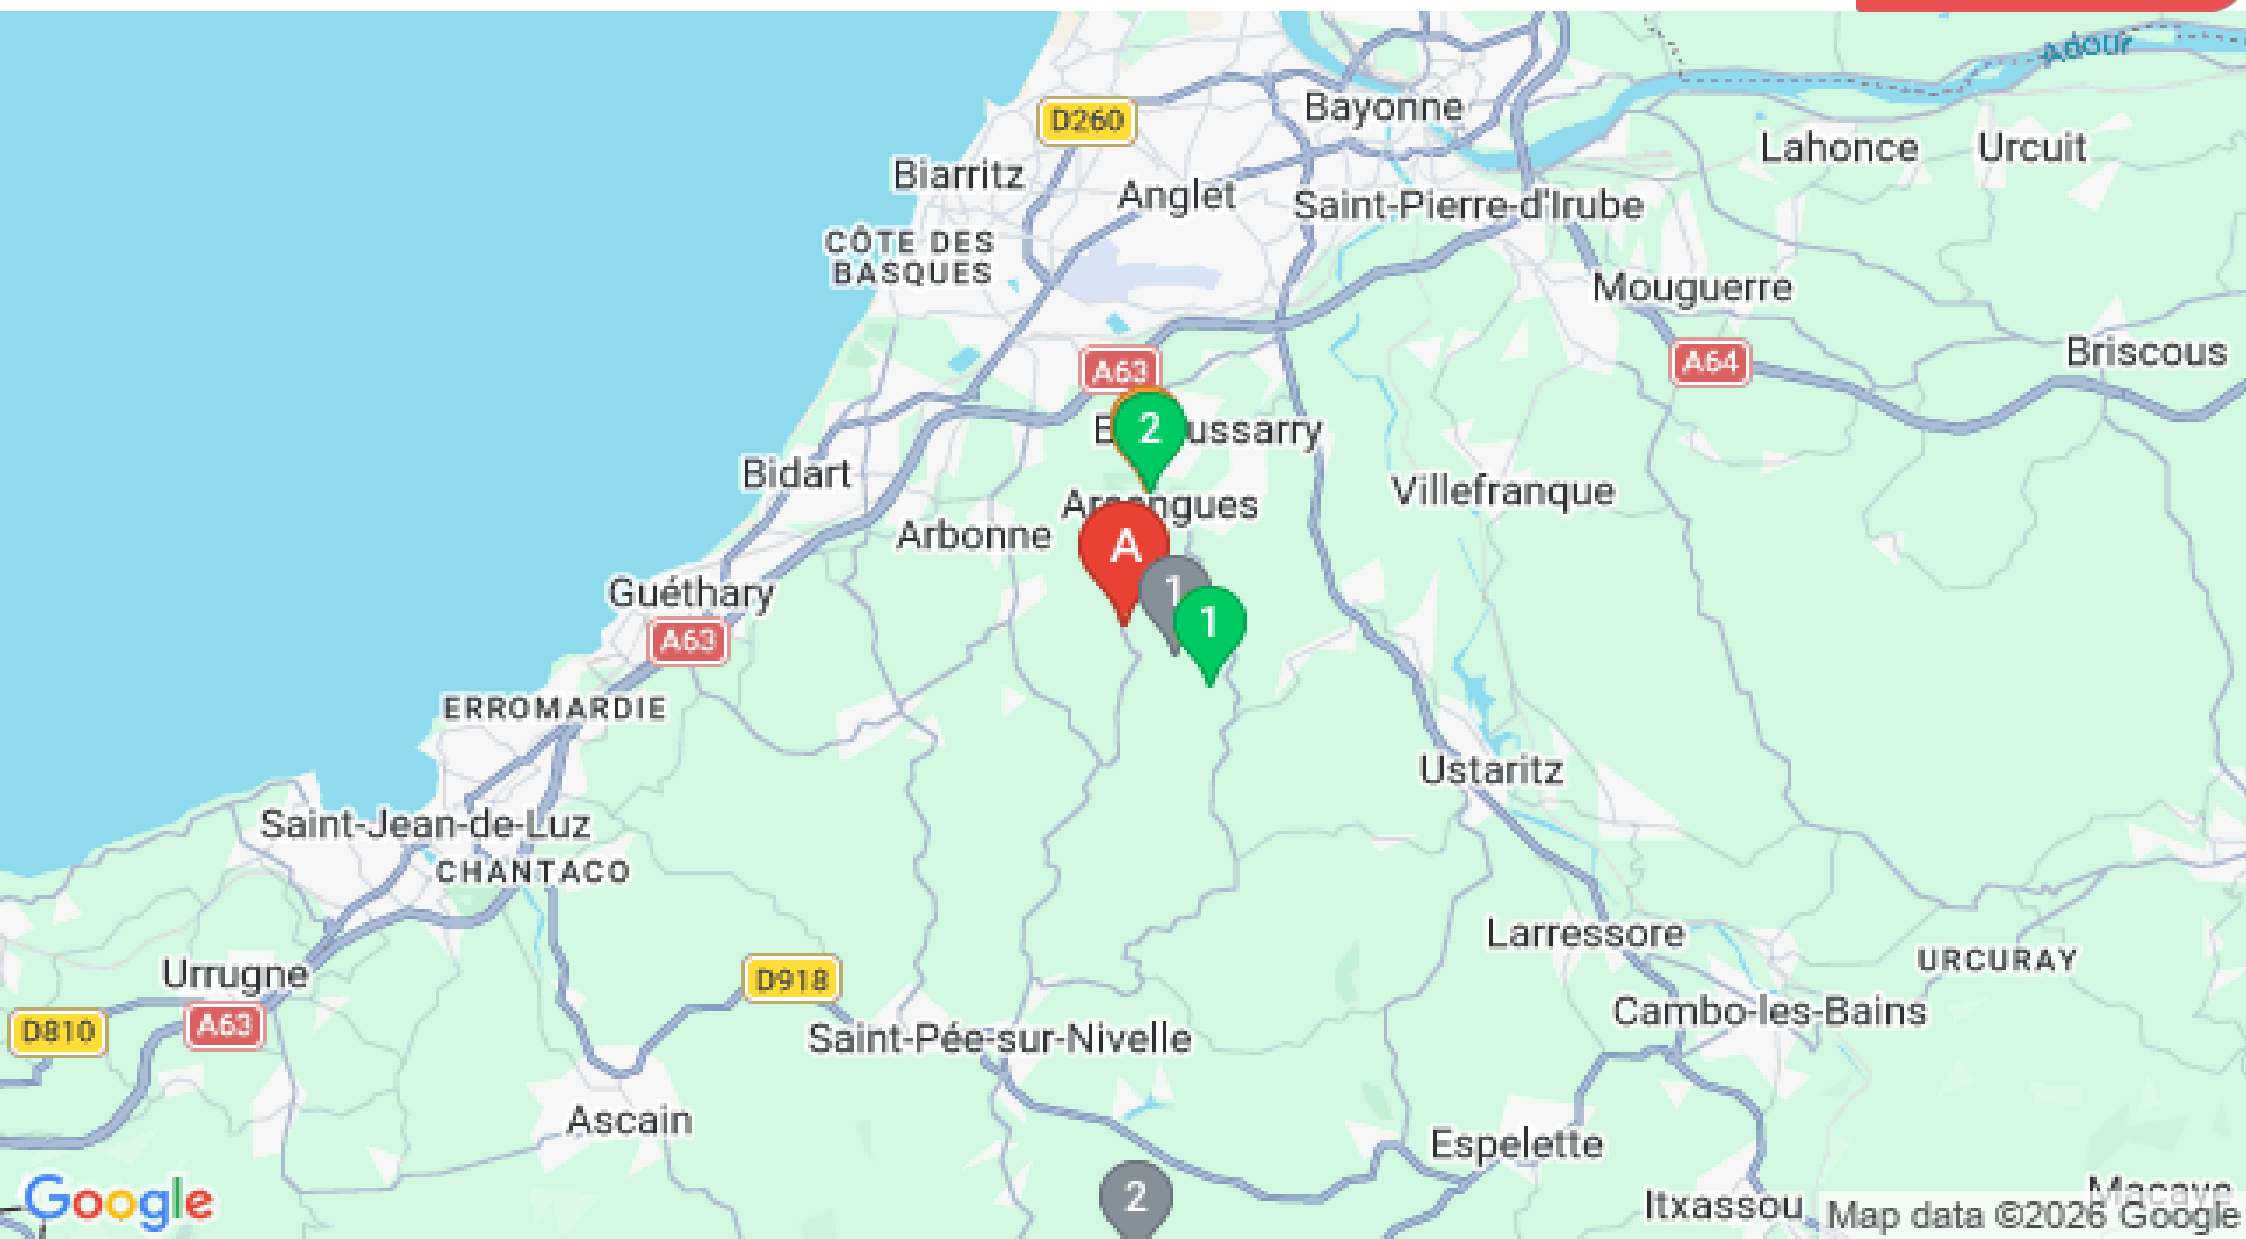 Adour
D260
Bayonne
Lahonce
Urcuit
Biarritz
Anglet
Saint-Pierre-d'Irube
CÔTE DES
BASQUES
Mouguerre
A63
A64
Briscous
2
ussarry
Bidart
Villefranque
Arbonne
A
1
1
Guéthary
A63
ERROMARDIE
Ustaritz
Saint-Jean-de-Luz
CHANTACO
Larressore
URCURAY
Urrugne
D918
D810
A63
Cambo-les-Bains
Saint-Pée-sur-Nivelle
Ascain
Espelette
2
Itxassou
Macaye
Google
Map data ©2026 Google